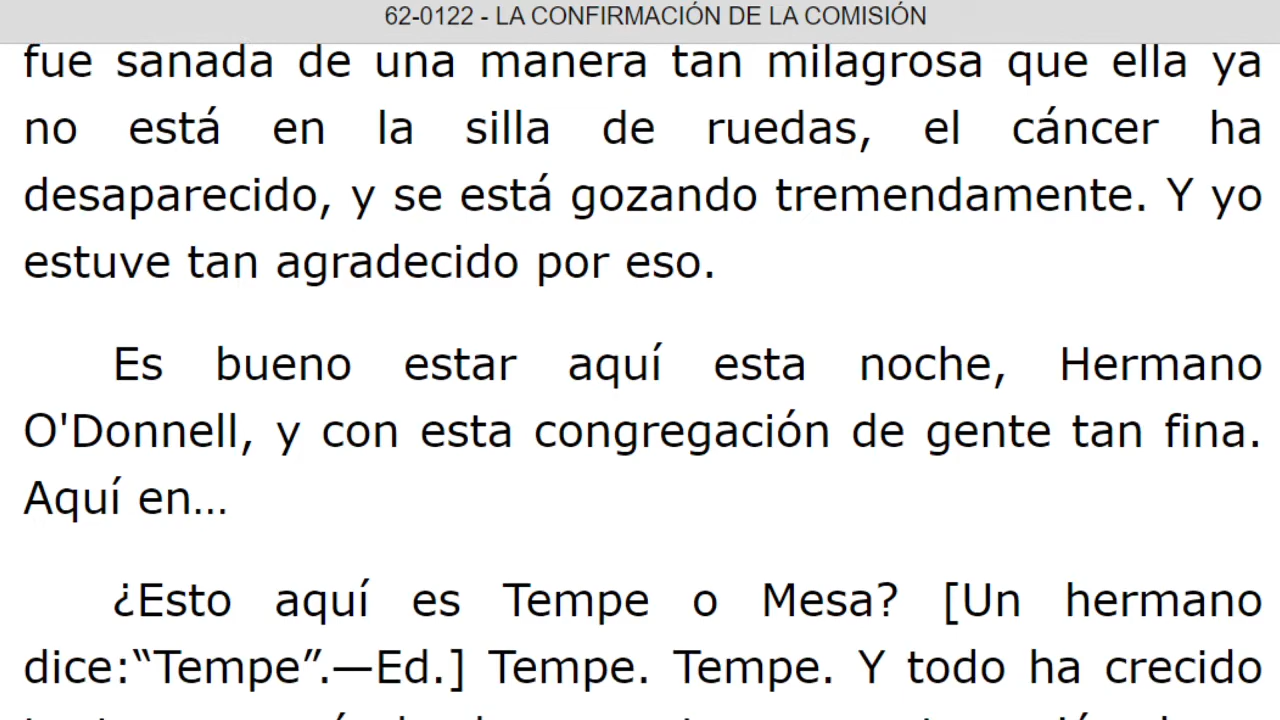 62-0122 - LA CONFIRMACIÓN DE LA COMISIÓN
fue sanada de una manera tan milagrosa que ella ya
no está en la silla de ruedas, el cáncer ha
desaparecido, y se está gozando tremendamente. Y yo
estuve tan agradecido por eso.
Es bueno estar aquí esta noche, Hermano
O'Donnell, y con esta congregación de gente tan fina.
Aquí en…
¿Esto aquí es Tempe o Mesa? [Un hermano
dice:“Tempe”.—Ed.] Tempe. Tempe. Y todo ha crecido